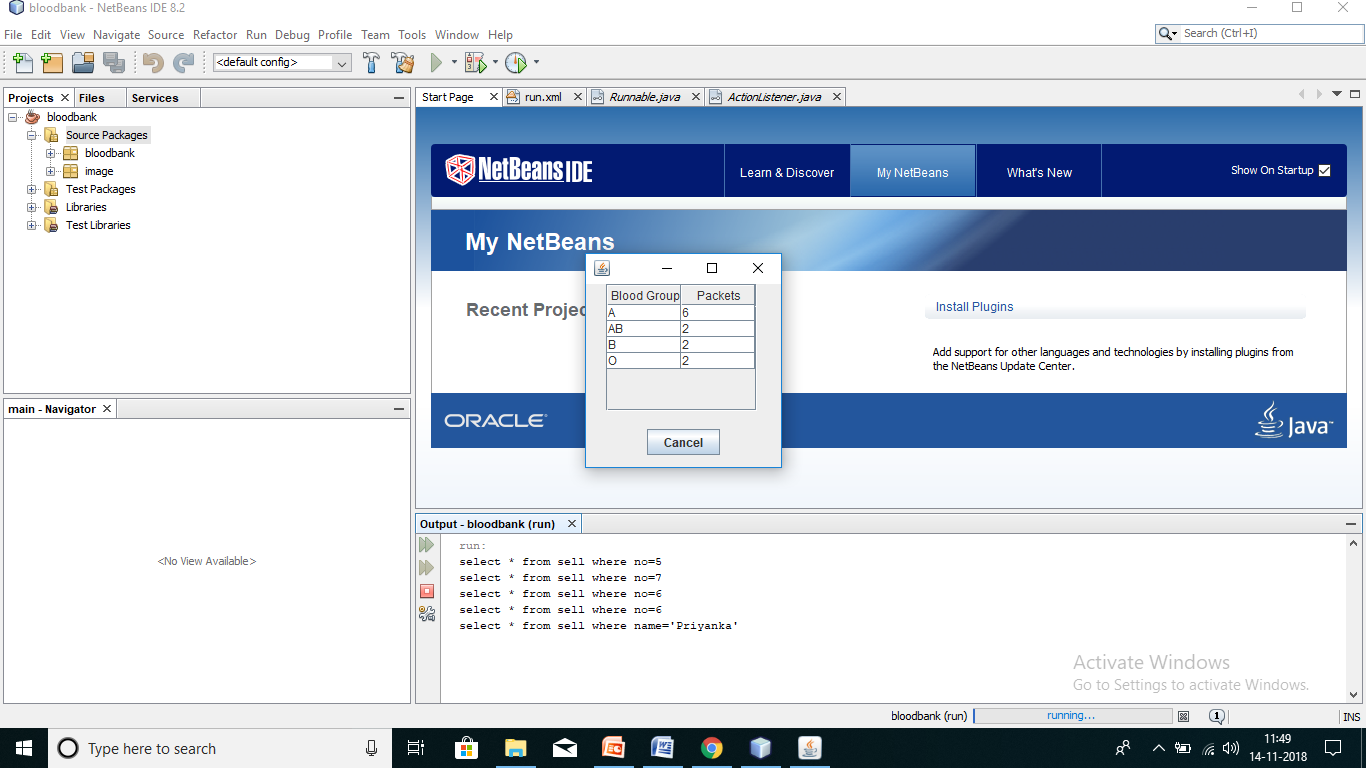 bloodbank - NetBeans IDE 8.2
File Edit View Navigate Source Refactor Run Debug Profile Team Tools Window Help
Search (Ctrl+I)
<default config>
Projects Files Services
bloodbank
Source Packages
bloodbank
image
Test Packages
Libraries
Test Libraries
main - Navigator
<No View Available>
Start Page run.xml Runnable.java ActionListener.java
NetBeans IDE
Learn & Discover My NetBeans What's New
Show On Startup
My NetBeans
Recent Projec
Install Plugins
Add support for other languages and technologies by installing plugins from
the NetBeans Update Center.
ORACLE
Java
Blood Group Packets
A 6
AB 2
B 2
O 2
Cancel
Output - bloodbank (run)
run:
select * from sell where no=5
select * from sell where no=7
select * from sell where no=6
select * from sell where no=6
select * from sell where name='Priyanka'
Activate Windows
Go to Settings to activate Windows.
bloodbank (run) running... 1 INS
Type here to search
11:49
14-11-2018